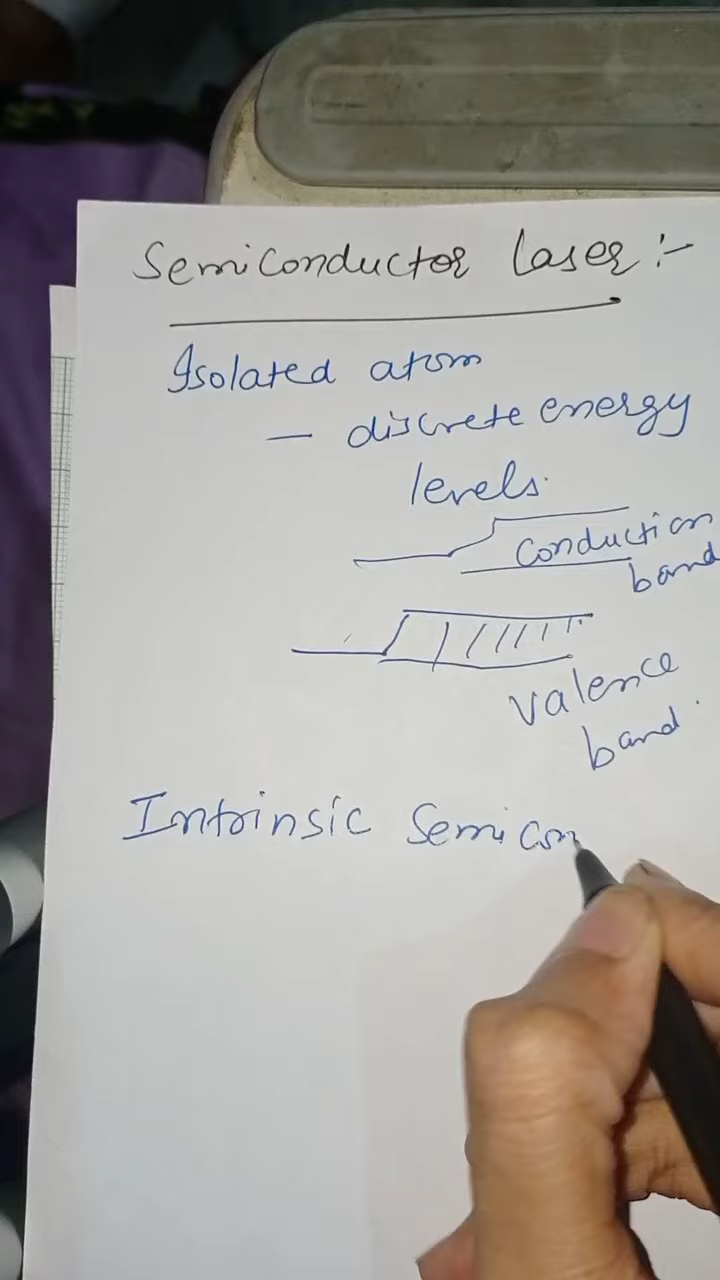 Semiconductor laser :-
Isolated atom
— discrete energy
levels.
Conduction
band
Valence
band.
Intrinsic Semicon